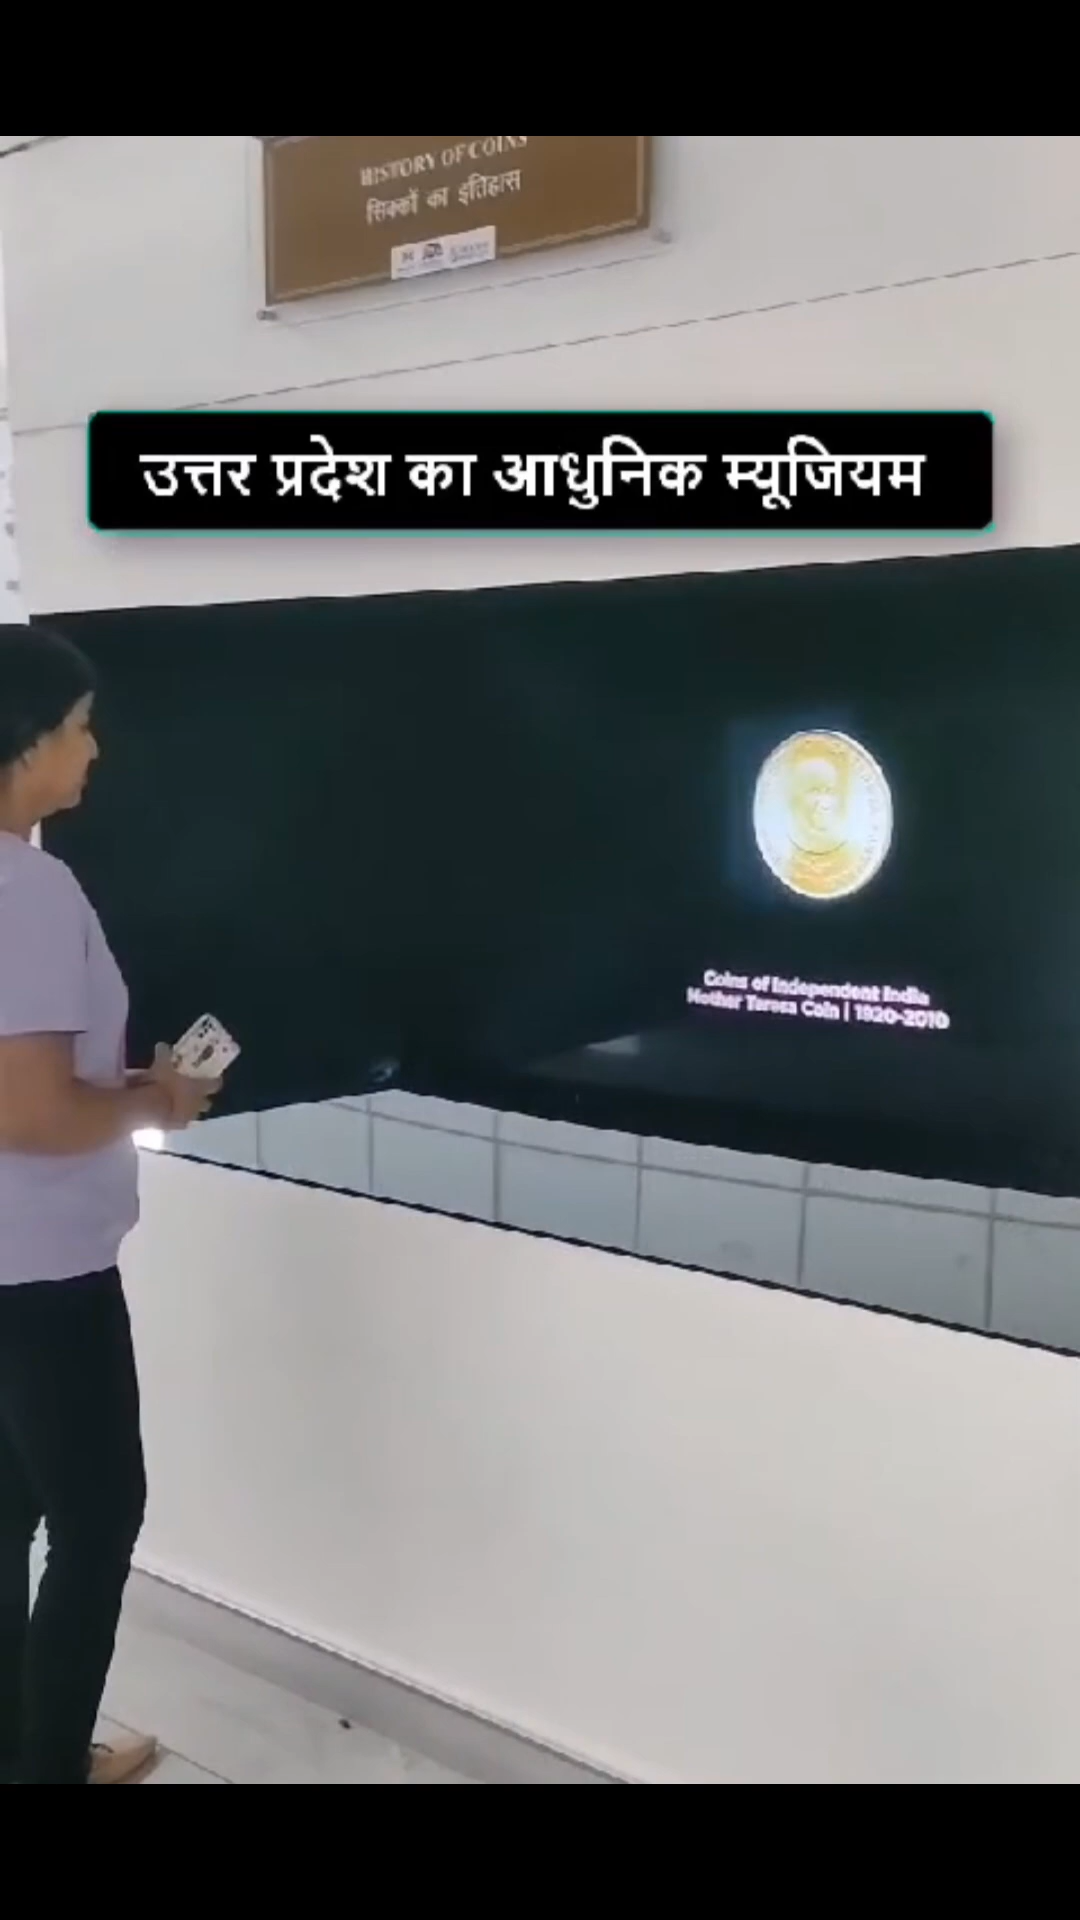 HISTORY OF COINS
सिक्कों का इतिहास
उत्तर प्रदेश का आधुनिक म्यूजियम
Coins of Independent India
Mother Teresa Coin | 1920-2010